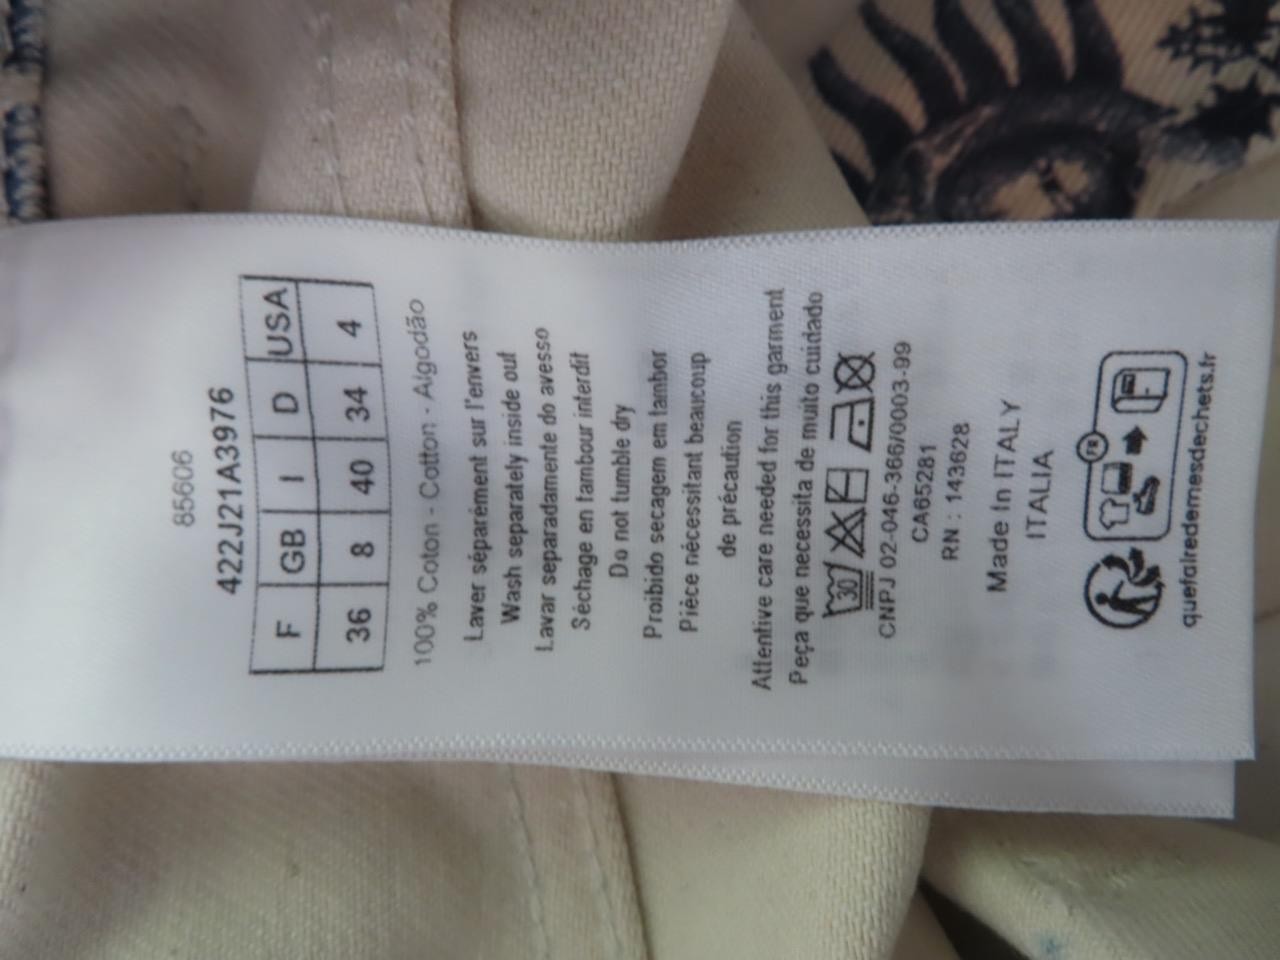 85606
422J21A3976
F GB I D USA
36 8 40 34 4
100% Coton - Cotton - Algodão
Laver séparément sur l'envers
Wash separately inside out
Lavar separadamente do avesso
Séchage en tambour interdit
Do not tumble dry
Proibido secagem em tambor
Pièce nécessitant beaucoup
de précaution
Attentive care needed for this garment
Peça que necessita de muito cuidado
30
CNPJ 02-046-366/0003-99
CA65281
RN : 143628
Made In ITALY
ITALIA
FR
quefairedemesdechets.fr